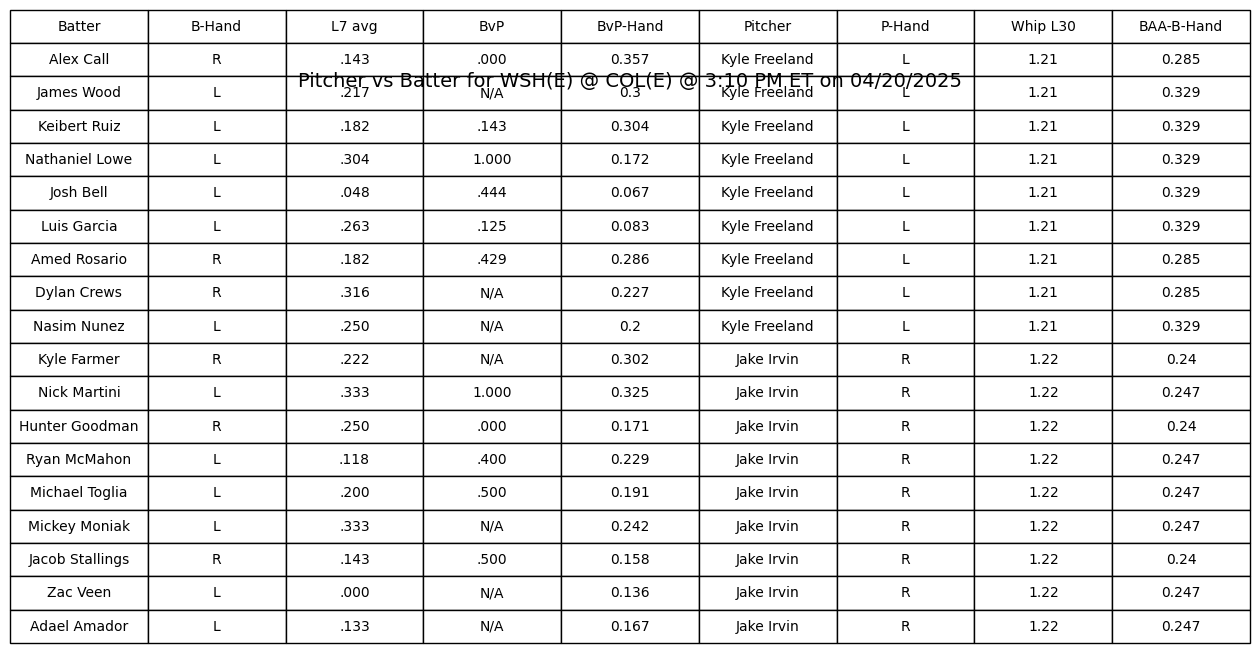 Batter B-Hand L7 avg BvP BvP-Hand Pitcher P-Hand Whip L30 BAA-B-Hand
Alex Call R .143 .000 0.357 Kyle Freeland L 1.21 0.285
Pitcher vs Batter for WSH(E) @ COL(E) @ 3:10 PM ET on 04/20/2025
James Wood L .217 N/A 0.3 Kyle Freeland L 1.21 0.329
Keibert Ruiz L .182 .143 0.304 Kyle Freeland L 1.21 0.329
Nathaniel Lowe L .304 1.000 0.172 Kyle Freeland L 1.21 0.329
Josh Bell L .048 .444 0.067 Kyle Freeland L 1.21 0.329
Luis Garcia L .263 .125 0.083 Kyle Freeland L 1.21 0.329
Amed Rosario R .182 .429 0.286 Kyle Freeland L 1.21 0.285
Dylan Crews R .316 N/A 0.227 Kyle Freeland L 1.21 0.285
Nasim Nunez L .250 N/A 0.2 Kyle Freeland L 1.21 0.329
Kyle Farmer R .222 N/A 0.302 Jake Irvin R 1.22 0.24
Nick Martini L .333 1.000 0.325 Jake Irvin R 1.22 0.247
Hunter Goodman R .250 .000 0.171 Jake Irvin R 1.22 0.24
Ryan McMahon L .118 .400 0.229 Jake Irvin R 1.22 0.247
Michael Toglia L .200 .500 0.191 Jake Irvin R 1.22 0.247
Mickey Moniak L .333 N/A 0.242 Jake Irvin R 1.22 0.247
Jacob Stallings R .143 .500 0.158 Jake Irvin R 1.22 0.24
Zac Veen L .000 N/A 0.136 Jake Irvin R 1.22 0.247
Adael Amador L .133 N/A 0.167 Jake Irvin R 1.22 0.247